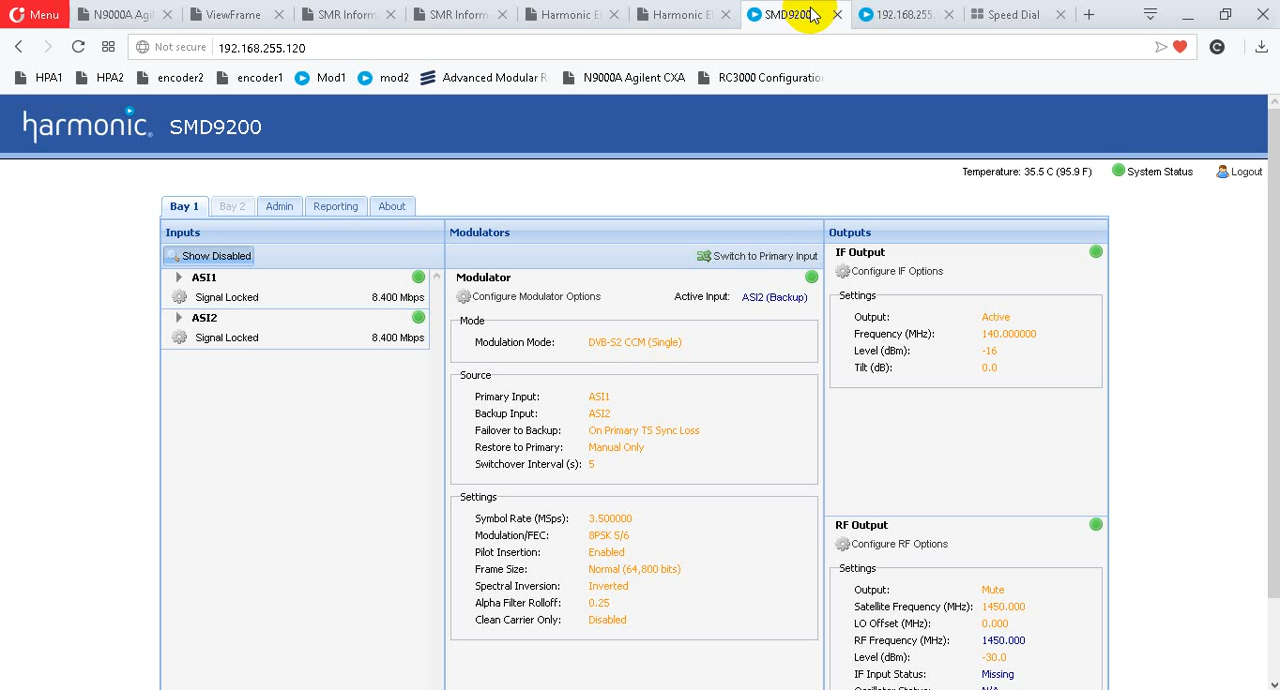 Menu N9000A Agil ViewFrame SMR Inform SMR Inform Harmonic E Harmonic E SMD9200 192.168.255. Speed Dial
Not secure 192.168.255.120
HPA1 HPA2 encoder2 encoder1 Mod1 mod2 Advanced Modular R N9000A Agilent CXA RC3000 Configuration
harmonic SMD9200
Temperature: 35.5 C (95.9 F) System Status Logout
Bay 1 Bay 2 Admin Reporting About
Inputs Modulators Outputs
Show Disabled
Switch to Primary Input
ASI1
Signal Locked 8.400 Mbps
ASI2
Signal Locked 8.400 Mbps
Modulator
Configure Modulator Options Active Input: ASI2 (Backup)
Mode
Modulation Mode: DVB-S2 CCM (Single)
Source
Primary Input: ASI1
Backup Input: ASI2
Failover to Backup: On Primary TS Sync Loss
Restore to Primary: Manual Only
Switchover Interval (s): 5
Settings
Symbol Rate (MSps): 3.500000
Modulation/FEC: 8PSK 5/6
Pilot Insertion: Enabled
Frame Size: Normal (64,800 bits)
Spectral Inversion: Inverted
Alpha Filter Rolloff: 0.25
Clean Carrier Only: Disabled
IF Output
Configure IF Options
Settings
Output: Active
Frequency (MHz): 140.000000
Level (dBm): -16
Tilt (dB): 0.0
RF Output
Configure RF Options
Settings
Output: Mute
Satellite Frequency (MHz): 1450.000
LO Offset (MHz): 0.000
RF Frequency (MHz): 1450.000
Level (dBm): -30.0
IF Input Status: Missing
Oscillator Status: N/A